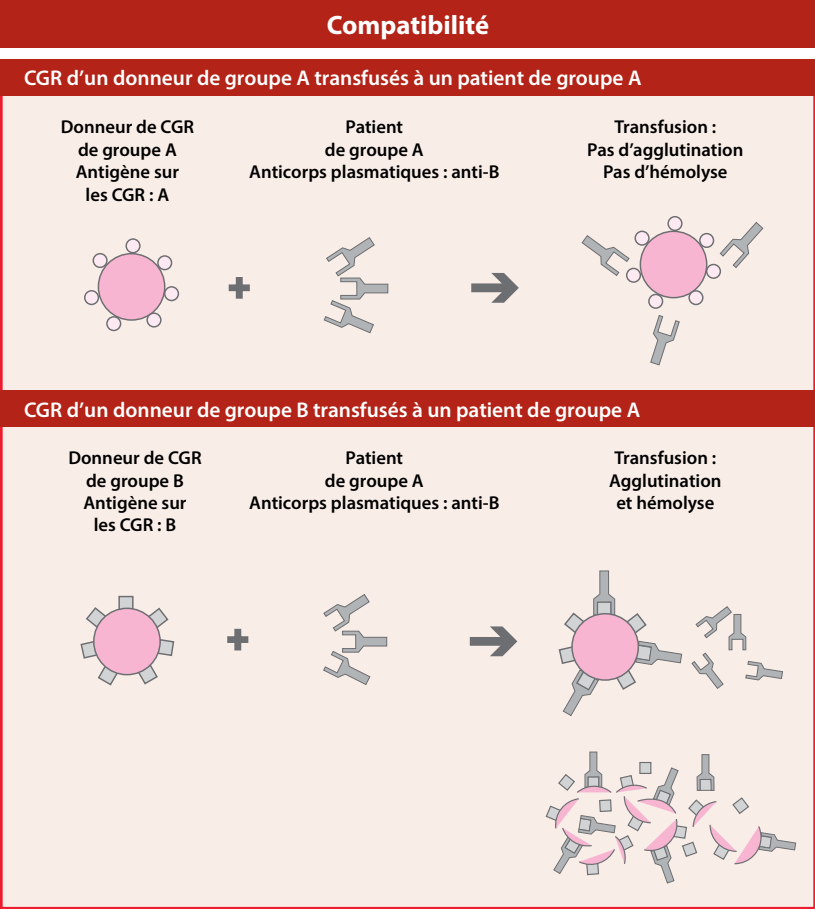 Compatibilité
CGR d’un donneur de groupe A transfusés à un patient de groupe A
Donneur de CGR
de groupe A
Antigène sur
les CGR : A
Patient
de groupe A
Anticorps plasmatiques : anti-B
Transfusion :
Pas d’agglutination
Pas d’hémolyse
CGR d’un donneur de groupe B transfusés à un patient de groupe A
Donneur de CGR
de groupe B
Antigène sur
les CGR : B
Patient
de groupe A
Anticorps plasmatiques : anti-B
Transfusion :
Agglutination
et hémolyse